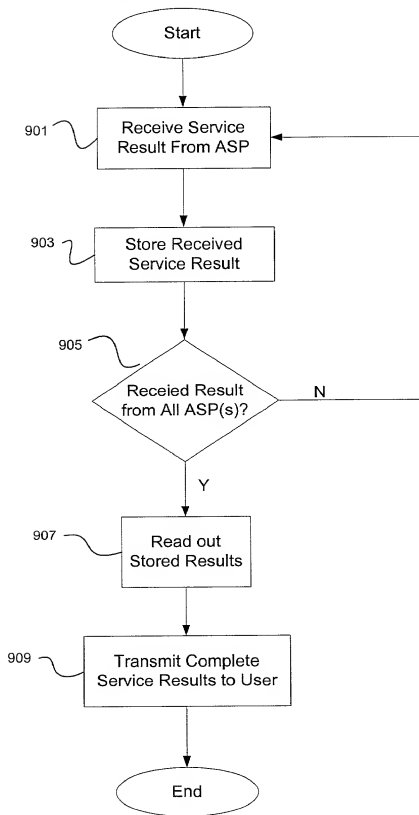 Start
901
Receive Service
Result From ASP
903
Store Received
Service Result
905
Receied Result
from All ASP(s)?
N
Y
907
Read out
Stored Results
909
Transmit Complete
Service Results to User
End